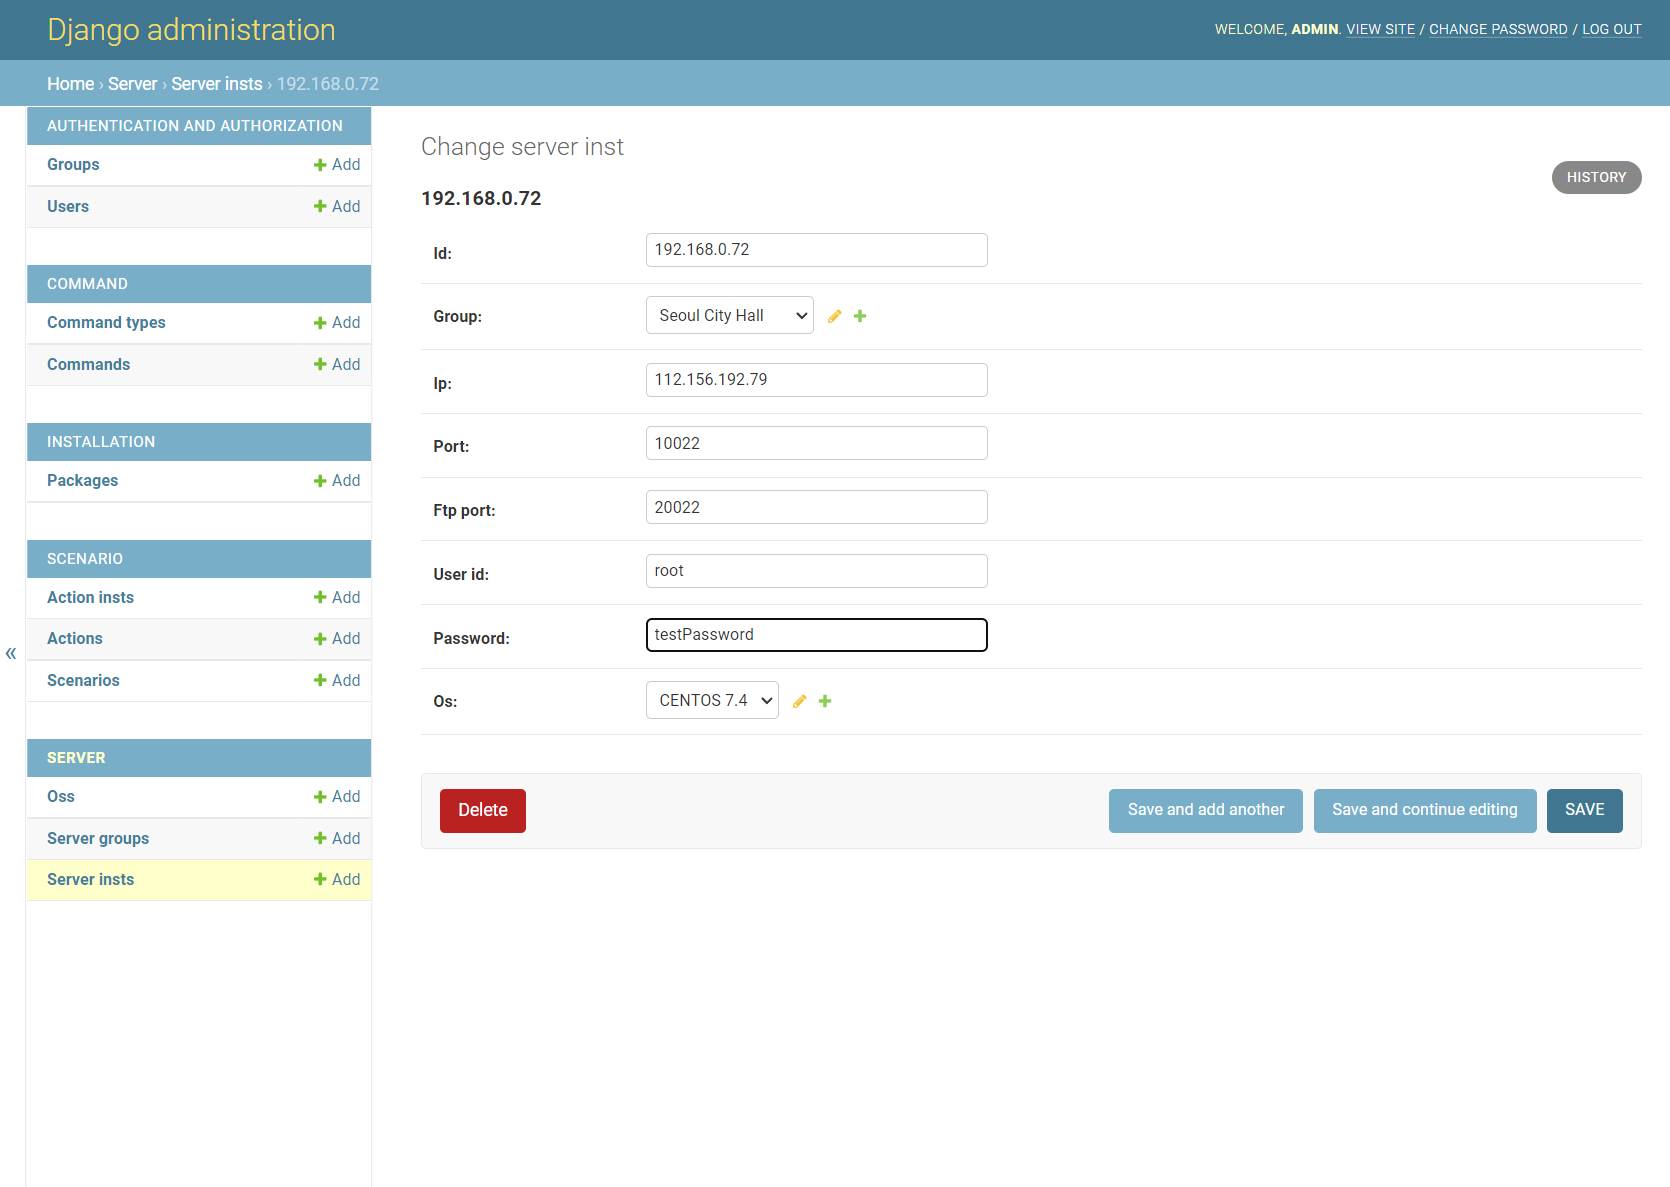 Django administration
WELCOME, ADMIN. VIEW SITE / CHANGE PASSWORD / LOG OUT
Home › Server › Server insts › 192.168.0.72
AUTHENTICATION AND AUTHORIZATION
Groups Add
Users Add
COMMAND
Command types Add
Commands Add
INSTALLATION
Packages Add
SCENARIO
Action insts Add
Actions Add
Scenarios Add
SERVER
Oss Add
Server groups Add
Server insts Add
«
Change server inst
HISTORY
192.168.0.72
Id: 192.168.0.72
Group: Seoul City Hall
Ip: 112.156.192.79
Port: 10022
Ftp port: 20022
User id: root
Password: testPassword
Os: CENTOS 7.4
Delete Save and add another Save and continue editing SAVE